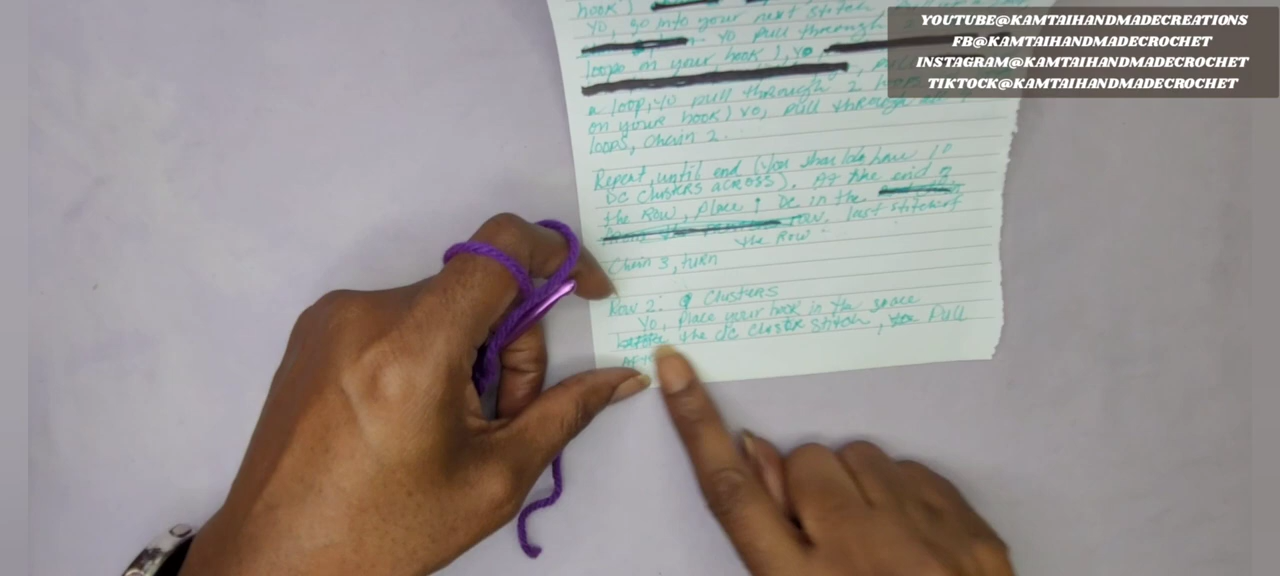 YOUTUBE@KAMTAIHANDMADECREATIONS
FB@KAMTAIHANDMADECROCHET
INSTAGRAM@KAMTAIHANDMADECROCHET
TIKTOCK@KAMTAIHANDMADECROCHET
hook)
YO, go into your next stitch,
YO pull through
loops on your hook), YO
a loop, YO pull through 2 loops
on your hook) YO, pull through
loops, Chain 2.
Repeat until end (You should have
DC Clusters across). At the end of
the Row, place 1 DC in the
row. last stitch of
the Row.
Chain 3, turn
Row 2: Clusters
YO, place your hook in the space
the dc cluster stitch, Pull